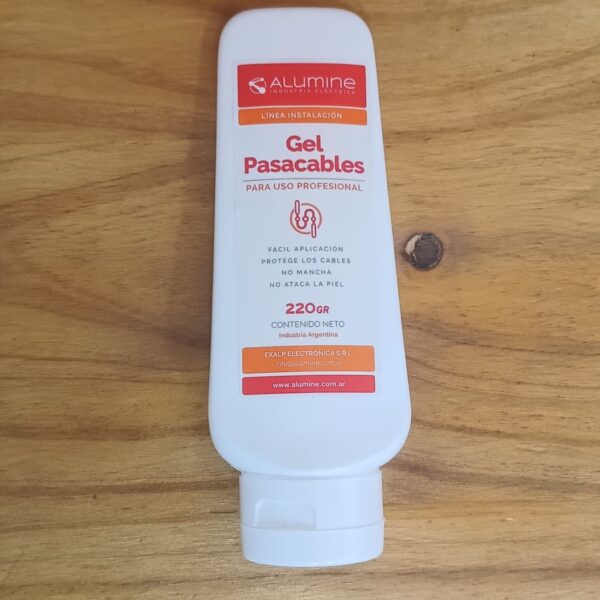 ALUMINE
INDUSTRIA ELÉCTRICA
LÍNEA INSTALACIÓN
Gel
Pasacables
PARA USO PROFESIONAL
FÁCIL APLICACIÓN
PROTEGE LOS CABLES
NO MANCHA
NO ATACA LA PIEL
220GR
CONTENIDO NETO
Industria Argentina
EXALP ELECTRONICA S.R.L
info@alumine.com.ar
www.alumine.com.ar